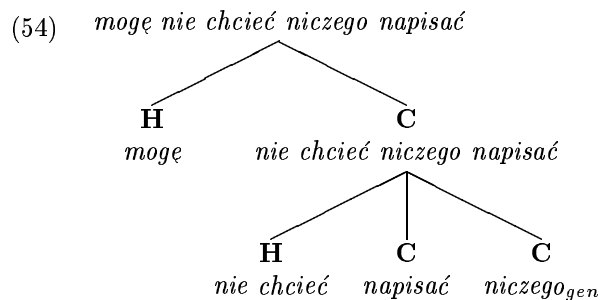 (54) mogę nie chcieć niczego napisać
H C
mogę nie chcieć niczego napisać
H C C
nie chcieć napisać niczego_gen